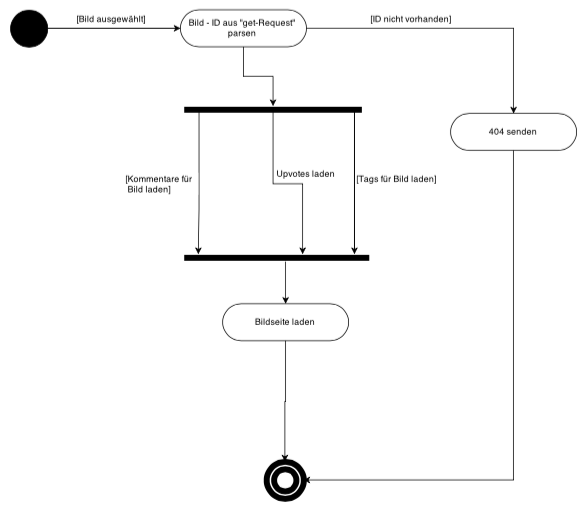 [Bild ausgewählt]
Bild - ID aus "get-Request"
parsen
[ID nicht vorhanden]
404 senden
[Kommentare für
Bild laden]
Upvotes laden
[Tags für Bild laden]
Bildseite laden